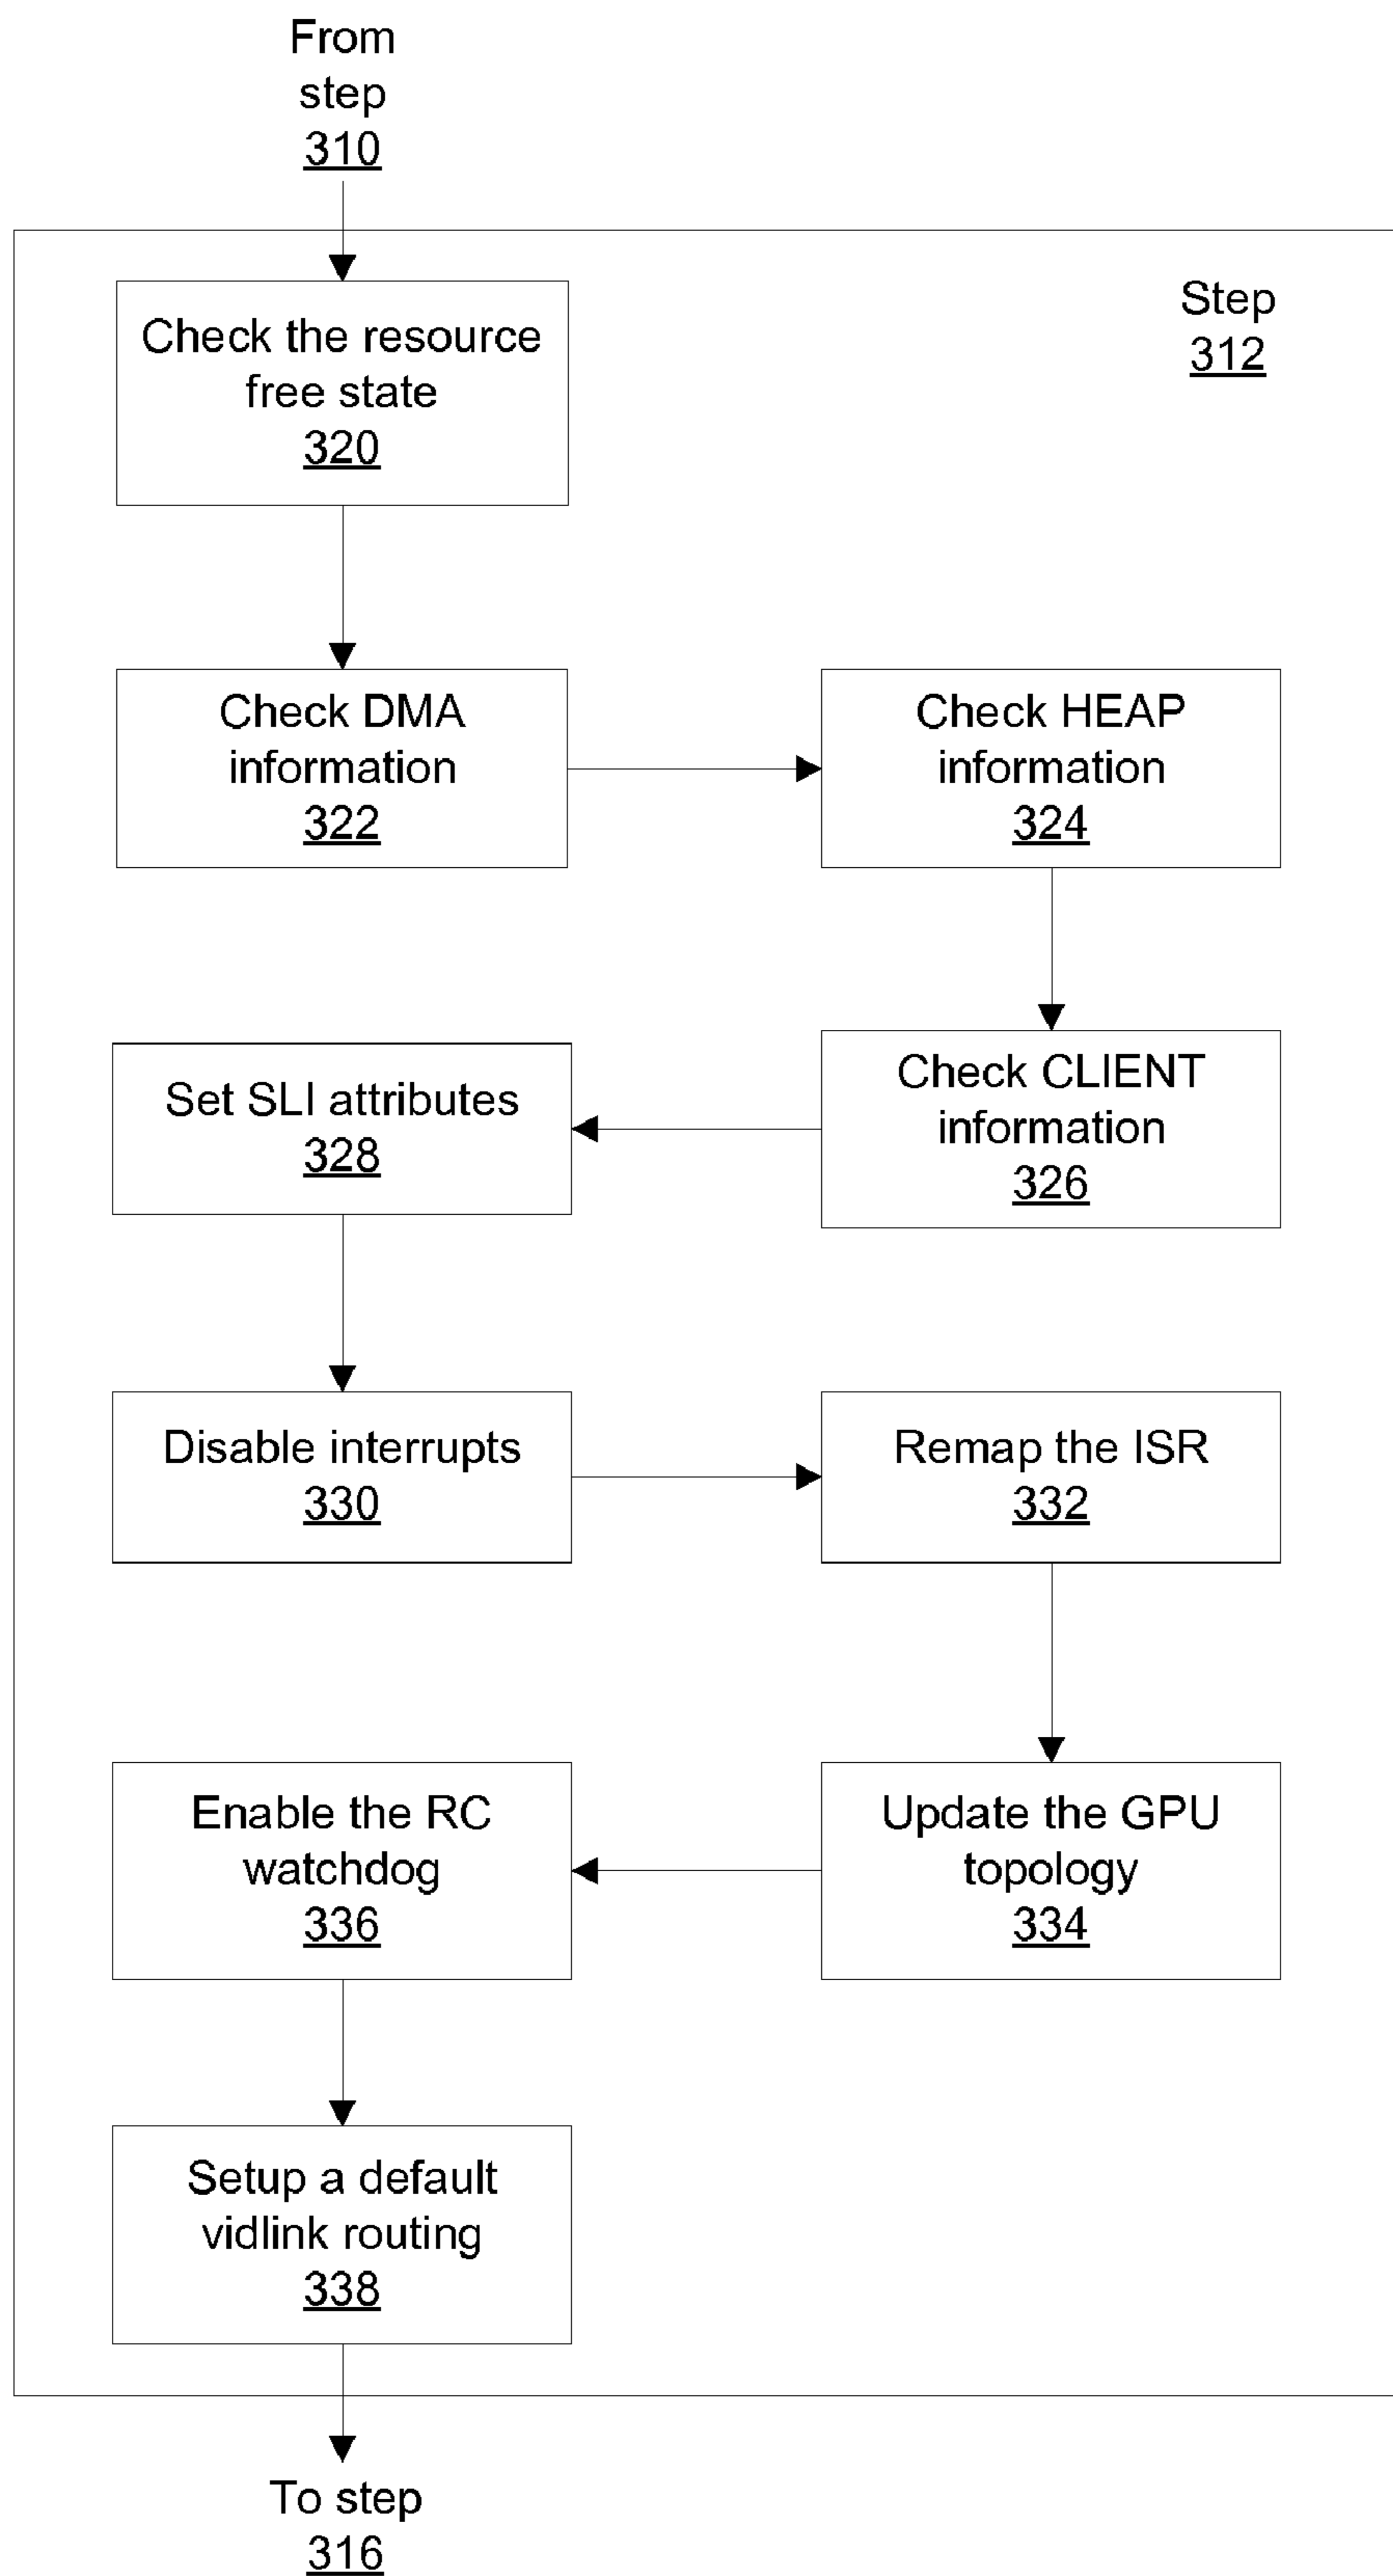 From
step
310
Step
312
Check the resource
free state
320
Check DMA
information
322
Check HEAP
information
324
Check CLIENT
information
326
Set SLI attributes
328
Disable interrupts
330
Remap the ISR
332
Update the GPU
topology
334
Enable the RC
watchdog
336
Setup a default
vidlink routing
338
To step
316